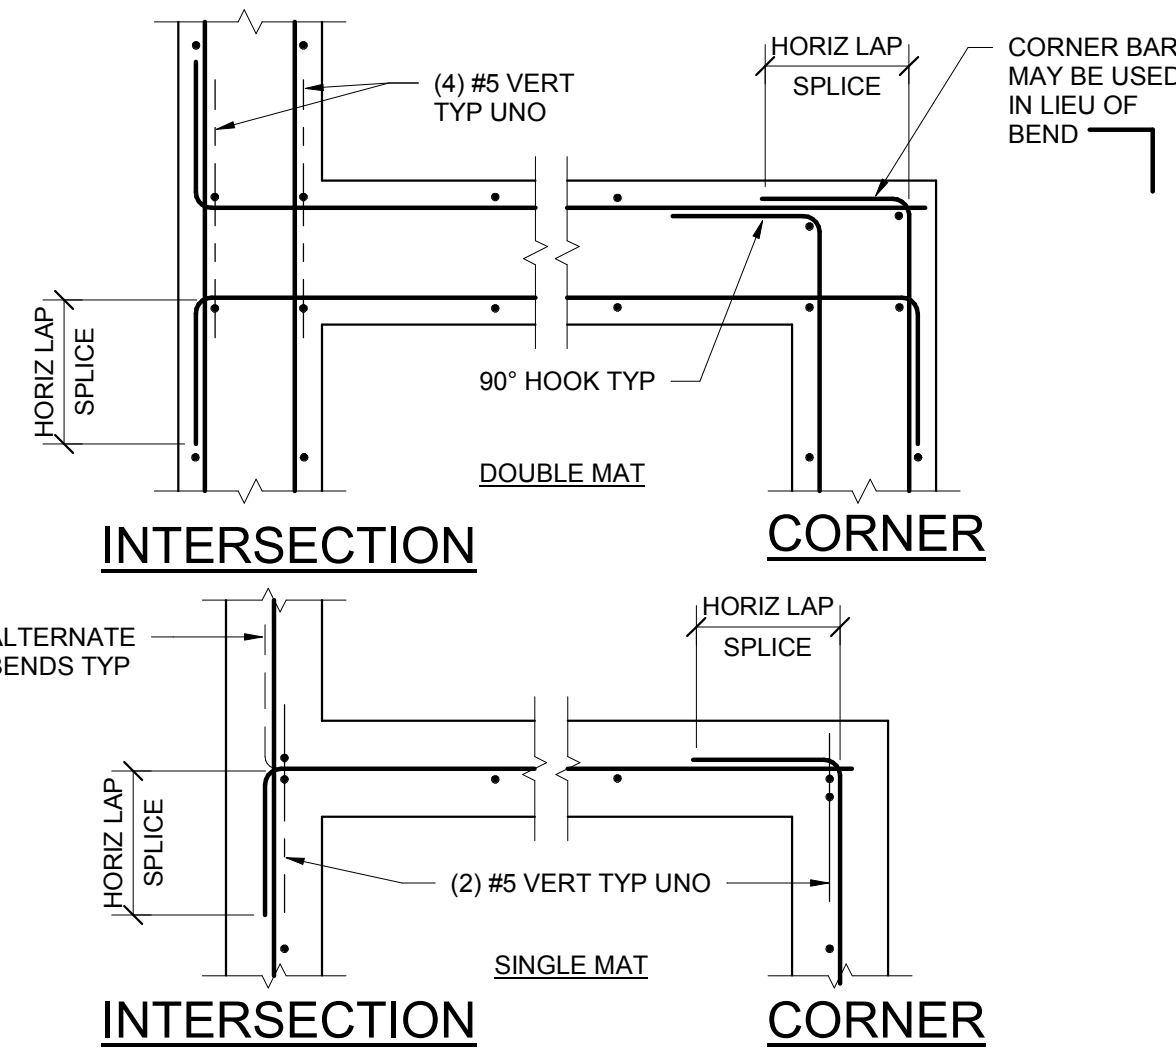 HORIZ LAP
SPLICE
CORNER BAR
MAY BE USED
IN LIEU OF
BEND
(4) #5 VERT
TYP UNO
HORIZ LAP
SPLICE
90° HOOK TYP
DOUBLE MAT
INTERSECTION
CORNER
ALTERNATE
BENDS TYP
HORIZ LAP
SPLICE
HORIZ LAP
SPLICE
(2) #5 VERT TYP UNO
SINGLE MAT
INTERSECTION
CORNER